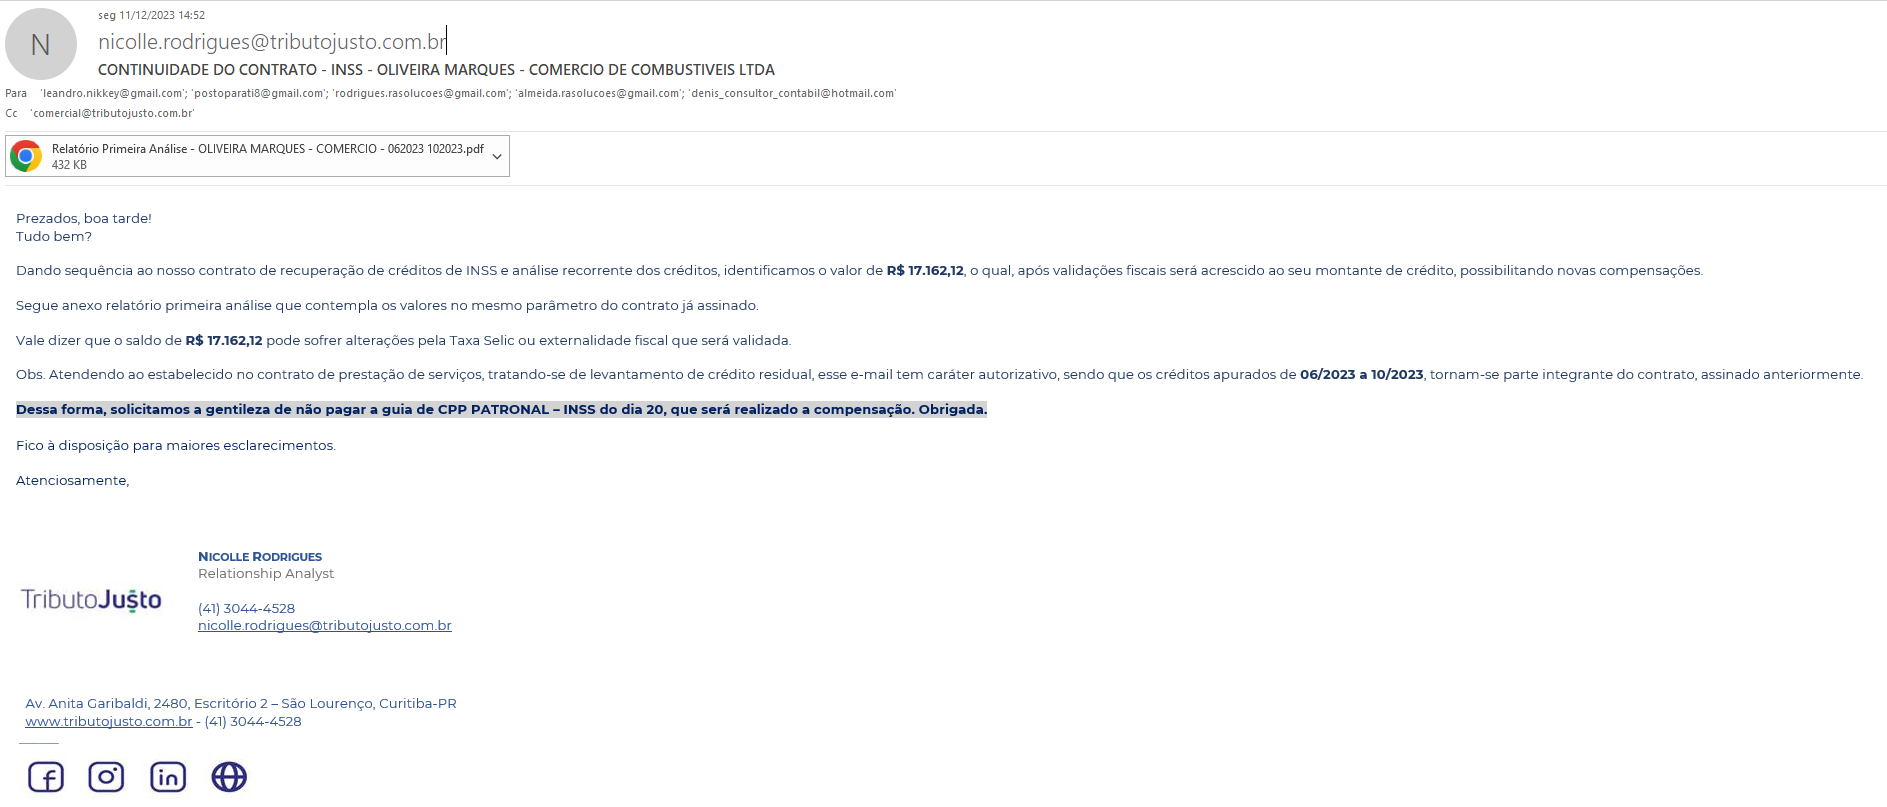 seg 11/12/2023 14:52
N
nicolle.rodrigues@tributojusto.com.br
CONTINUIDADE DO CONTRATO - INSS - OLIVEIRA MARQUES - COMERCIO DE COMBUSTIVEIS LTDA
Para 'leandro.nikkey@gmail.com'; 'postoparati8@gmail.com'; 'rodrigues.rasolucoes@gmail.com'; 'almeida.rasolucoes@gmail.com'; 'denis_consultor_contabil@hotmail.com'
Cc 'comercial@tributojusto.com.br'
Relatório Primeira Análise - OLIVEIRA MARQUES - COMERCIO - 062023 102023.pdf
432 KB
Prezados, boa tarde!
Tudo bem?
Dando sequência ao nosso contrato de recuperação de créditos de INSS e análise recorrente dos créditos, identificamos o valor de R$ 17.162,12, o qual, após validações fiscais será acrescido ao seu montante de crédito, possibilitando novas compensações.
Segue anexo relatório primeira análise que contempla os valores no mesmo parâmetro do contrato já assinado.
Vale dizer que o saldo de R$ 17.162,12 pode sofrer alterações pela Taxa Selic ou externalidade fiscal que será validada.
Obs. Atendendo ao estabelecido no contrato de prestação de serviços, tratando-se de levantamento de crédito residual, esse e-mail tem caráter autorizativo, sendo que os créditos apurados de 06/2023 a 10/2023, tornam-se parte integrante do contrato, assinado anteriormente.
Dessa forma, solicitamos a gentileza de não pagar a guia de CPP PATRONAL – INSS do dia 20, que será realizado a compensação. Obrigada.
Fico à disposição para maiores esclarecimentos.
Atenciosamente,
NICOLLE RODRIGUES
Relationship Analyst
TributoJusto
(41) 3044-4528
nicolle.rodrigues@tributojusto.com.br
Av. Anita Garibaldi, 2480, Escritório 2 – São Lourenço, Curitiba-PR
www.tributojusto.com.br - (41) 3044-4528